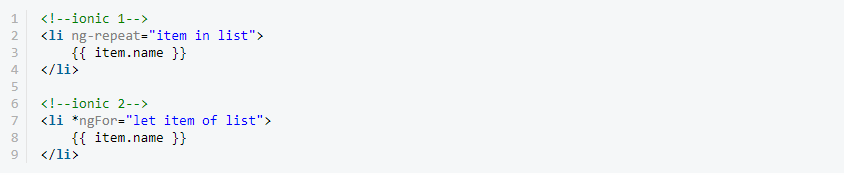 1 <!--ionic 1-->
2 <li ng-repeat="item in list">
3     {{ item.name }}
4 </li>
5
6 <!--ionic 2-->
7 <li *ngFor="let item of list">
8     {{ item.name }}
9 </li>